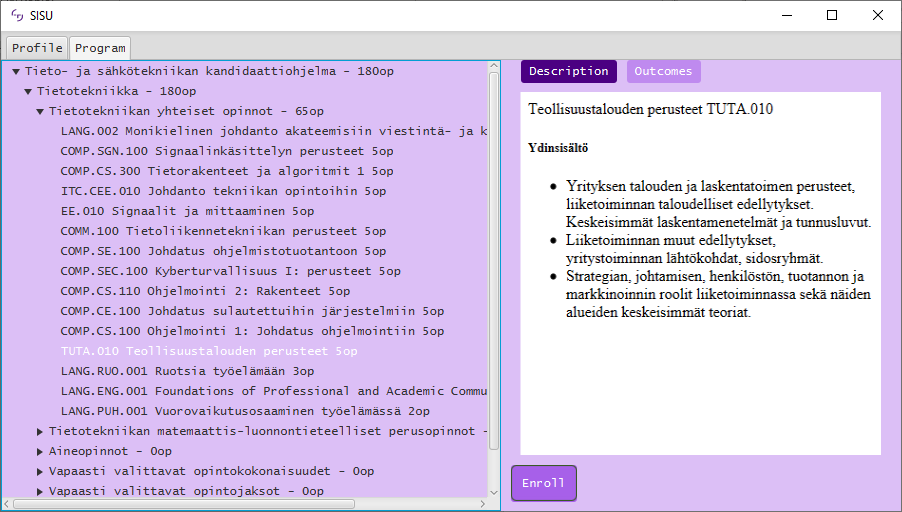 SISU
Profile Program
Tieto- ja sähkötekniikan kandidaattiohjelma - 180op
Tietotekniikka - 180op
Tietotekniikan yhteiset opinnot - 65op
LANG.002 Monikielinen johdanto akateemisiin viestintä- ja k
COMP.SGN.100 Signaalinkäsittelyn perusteet 5op
COMP.CS.300 Tietorakenteet ja algoritmit 1 5op
ITC.CEE.010 Johdanto tekniikan opintoihin 5op
EE.010 Signaalit ja mittaaminen 5op
COMM.100 Tietoliikennetekniikan perusteet 5op
COMP.SE.100 Johdatus ohjelmistotuotantoon 5op
COMP.SEC.100 Kyberturvallisuus I: perusteet 5op
COMP.CS.110 Ohjelmointi 2: Rakenteet 5op
COMP.CE.100 Johdatus sulautettuihin järjestelmiin 5op
COMP.CS.100 Ohjelmointi 1: Johdatus ohjelmointiin 5op
TUTA.010 Teollisuustalouden perusteet 5op
LANG.RUO.001 Ruotsia työelämään 3op
LANG.ENG.001 Foundations of Professional and Academic Commu
LANG.PUH.001 Vuorovaikutusosaaminen työelämässä 2op
Tietotekniikan matemaattis-luonnontieteelliset perusopinnot -
Aineopinnot - 0op
Vapaasti valittavat opintokokonaisuudet - 0op
Vapaasti valittavat opintojaksot - 0op
Description Outcomes
Teollisuustalouden perusteet TUTA.010
Ydinsisältö
Yrityksen talouden ja laskentatoimen perusteet,
liiketoiminnan taloudelliset edellytykset.
Keskeisimmät laskentamenetelmät ja tunnusluvut.
Liiketoiminnan muut edellytykset,
yritystoiminnan lähtökohdat, sidosryhmät.
Strategian, johtamisen, henkilöstön, tuotannon ja
markkinoinnin roolit liiketoiminnassa sekä näiden
alueiden keskeisimmät teoriat.
Enroll